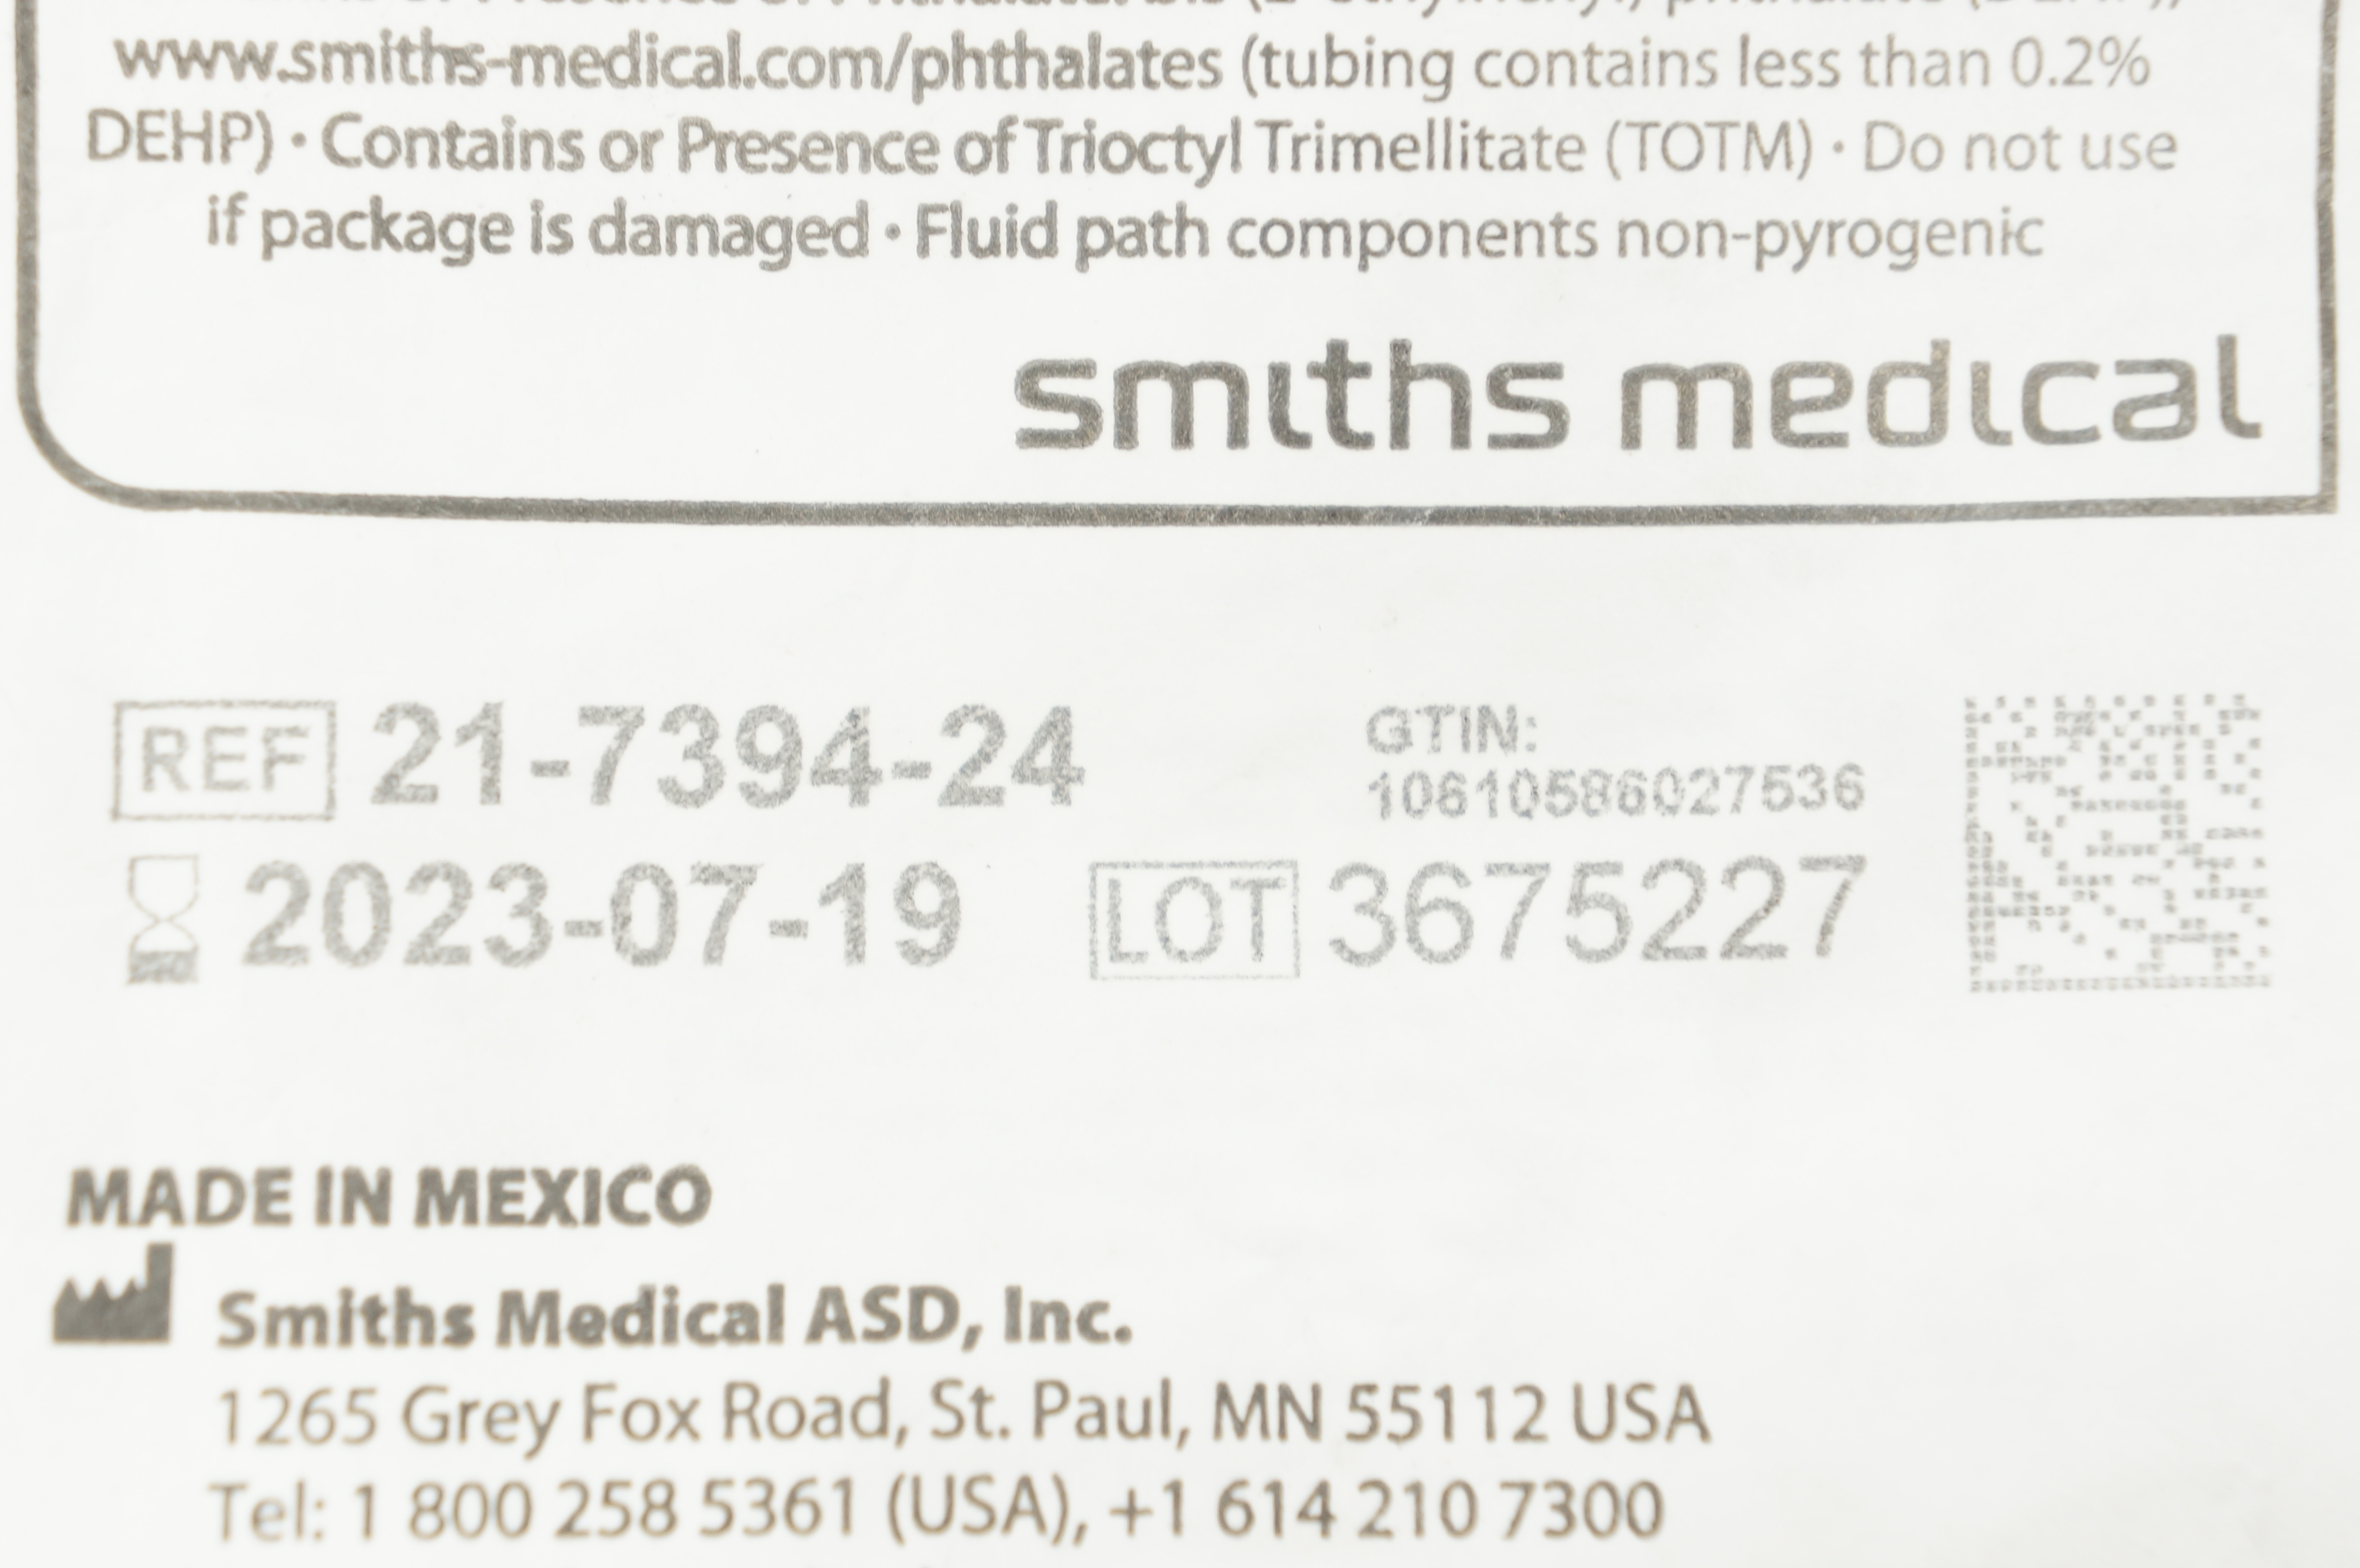 www.smiths-medical.com/phthalates (tubing contains less than 0.2%
DEHP) · Contains or Presence of Trioctyl Trimellitate (TOTM) · Do not use
if package is damaged · Fluid path components non-pyrogenic
smiths medical
REF 21-7394-24
GTIN:
10610586027536
2023-07-19 LOT 3675227
MADE IN MEXICO
Smiths Medical ASD, Inc.
1265 Grey Fox Road, St. Paul, MN 55112 USA
Tel: 1 800 258 5361 (USA), +1 614 210 7300